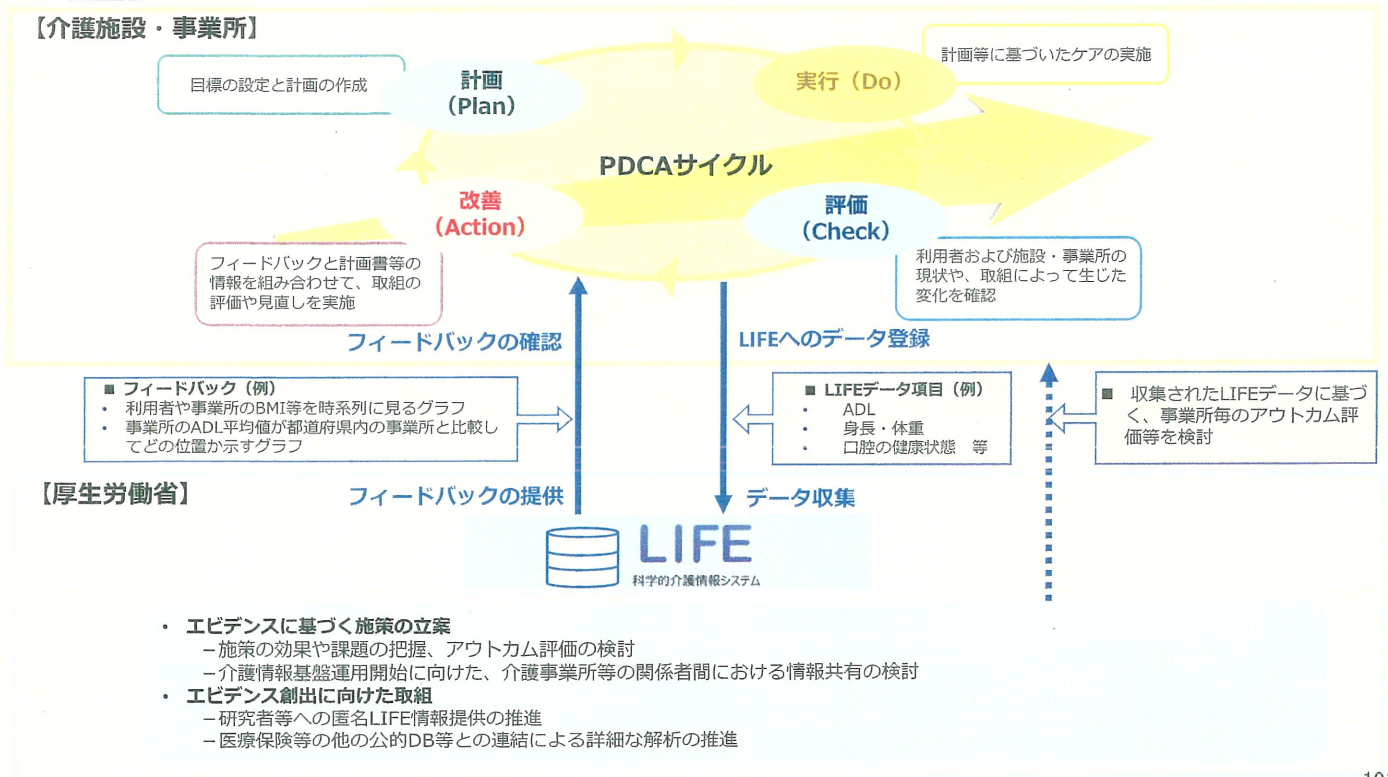 【介護施設・事業所】
目標の設定と計画の作成
計画
（Plan）
実行（Do）
計画等に基づいたケアの実施
PDCAサイクル
改善
（Action）
評価
（Check）
フィードバックと計画書等の
情報を組み合わせて、取組の
評価や見直しを実施
利用者および施設・事業所の
現状や、取組によって生じた
変化を確認
フィードバックの確認
LIFEへのデータ登録
■ フィードバック（例）
• 利用者や事業所のBMI等を時系列に見るグラフ
• 事業所のADL平均値が都道府県内の事業所と比較し
てどの位置か示すグラフ
■ LIFEデータ項目（例）
• ADL
• 身長・体重
• 口腔の健康状態　等
■ 収集されたLIFEデータに基づ
く、事業所毎のアウトカム評
価等を検討
【厚生労働省】
フィードバックの提供
データ収集
LIFE
科学的介護情報システム
• エビデンスに基づく施策の立案
－施策の効果や課題の把握、アウトカム評価の検討
－介護情報基盤運用開始に向けた、介護事業所等の関係者間における情報共有の検討
• エビデンス創出に向けた取組
－研究者等への匿名LIFE情報提供の推進
－医療保険等の他の公的DB等との連結による詳細な解析の推進